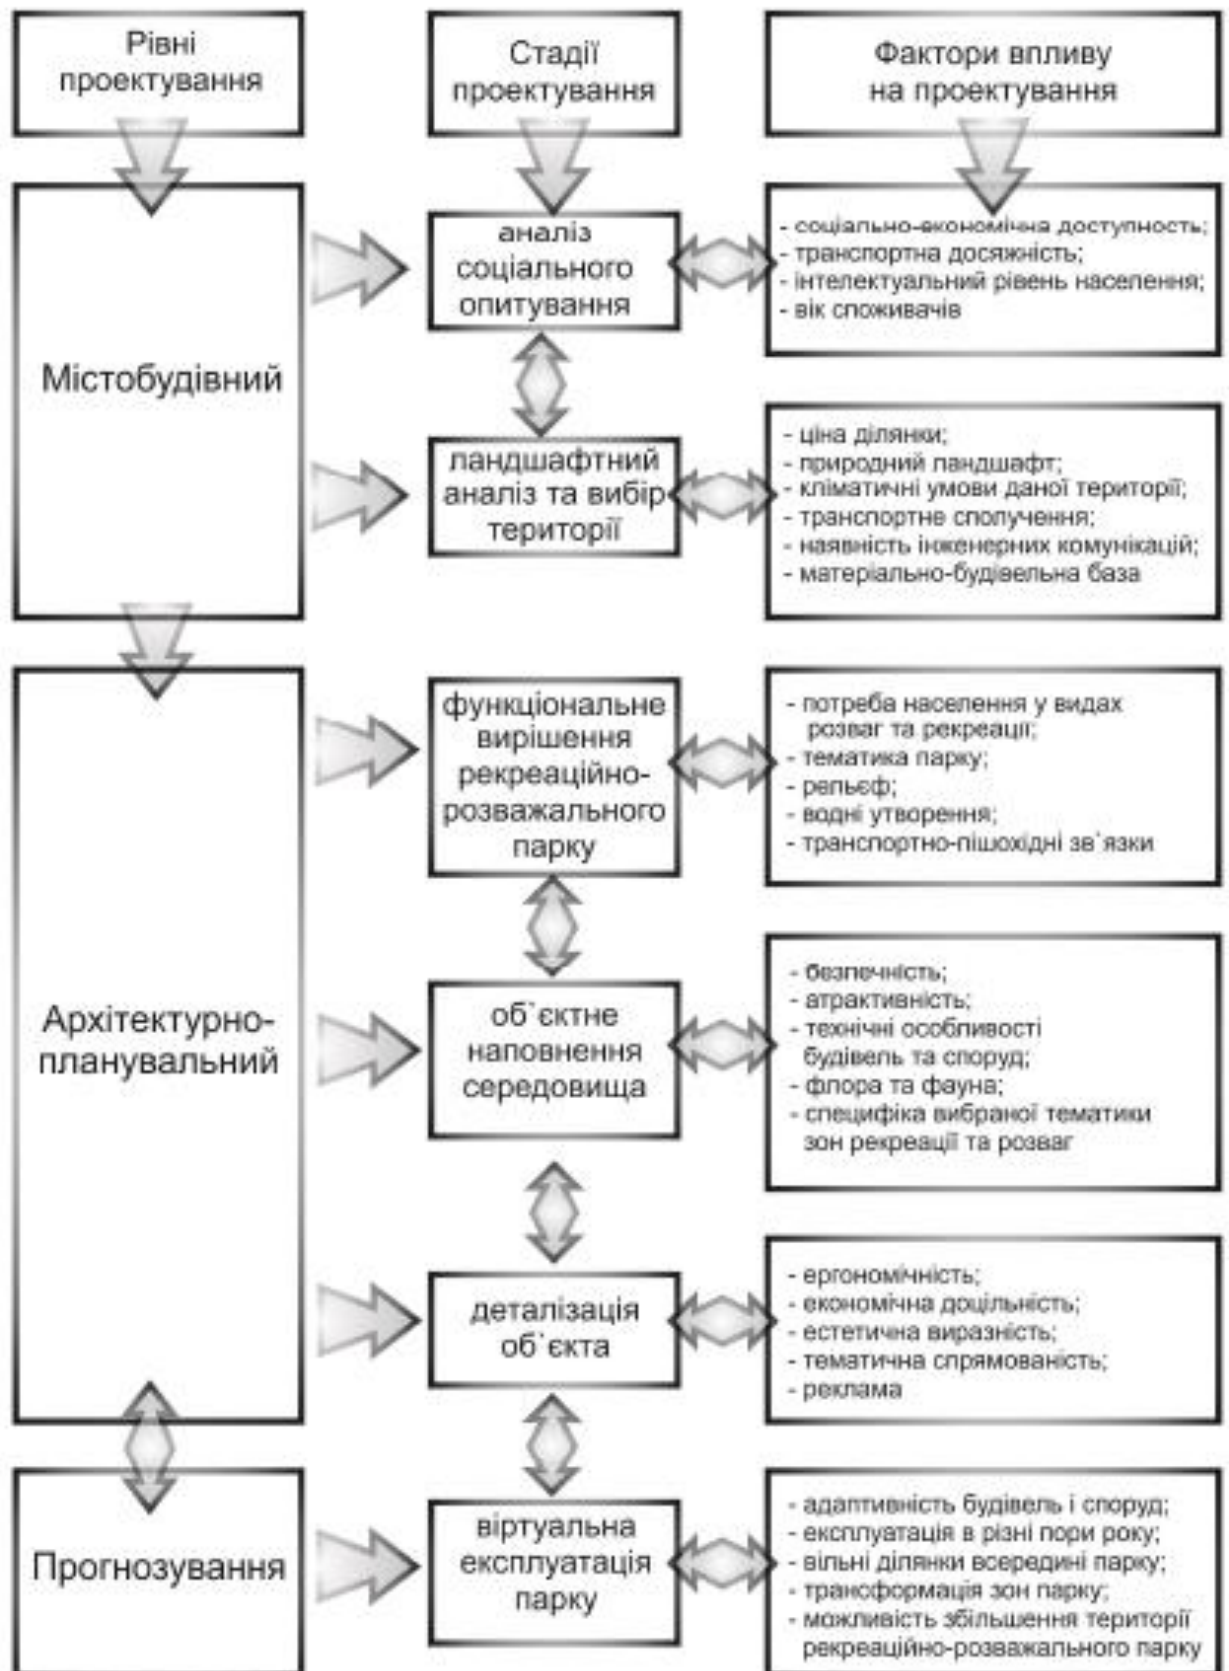 Рівні
проектування
Стадії
проектування
Фактори впливу
на проектування
Містобудівний
аналіз
соціального
опитування
- соціально-економічна доступность;
- транспортна досяжність;
- інтелектуальний рівень населення;
- вік споживачів
ландшафтний
аналіз та вибір
території
- ціна ділянки;
- природний ландшафт;
- кліматичні умови даної території;
- транспортне сполучення;
- наявність інженерних комунікацій;
- матеріально-будівельна база
Архітектурно-
планувальний
функціональне
вирішення
рекреаційно-
розважального
парку
- потреба населення у видах
розваг та рекреації;
- тематика парку;
- рельєф;
- водні утворення;
- транспортно-пішохідні зв`язки
об`єктне
наповнення
середовища
- безпечність;
- атрактивність;
- технічні особливості
будівель та споруд;
- флора та фауна;
- специфіка вибраної тематики
зон рекреації та розваг
деталізація
об`єкта
- ергономічність;
- економічна доцільність;
- естетична виразність;
- тематична спрямованість;
- реклама
Прогнозування
віртуальна
експлуатація
парку
- адаптивність будівель і споруд;
- експлуатація в різні пори року;
- вільні ділянки всередині парку;
- трансформація зон парку;
- можливість збільшення території
рекреаційно-розважального парку